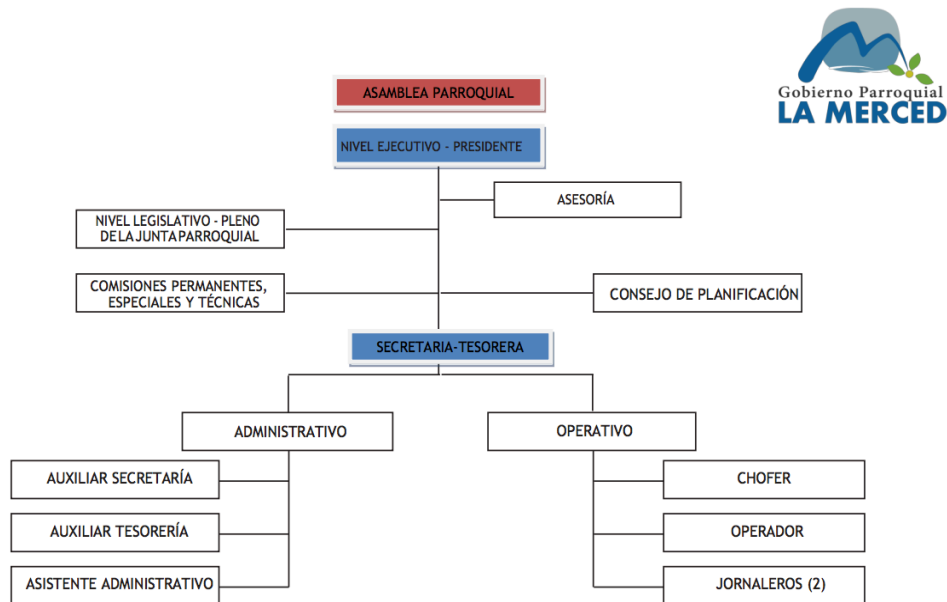 Gobierno Parroquial
LA MERCED
ASAMBLEA PARROQUIAL
NIVEL EJECUTIVO - PRESIDENTE
ASESORÍA
NIVEL LEGISLATIVO - PLENO
DE LA JUNTA PARROQUIAL
COMISIONES PERMANENTES,
ESPECIALES Y TÉCNICAS
CONSEJO DE PLANIFICACIÓN
SECRETARIA-TESORERA
ADMINISTRATIVO
OPERATIVO
AUXILIAR SECRETARÍA
CHOFER
AUXILIAR TESORERÍA
OPERADOR
ASISTENTE ADMINISTRATIVO
JORNALEROS (2)